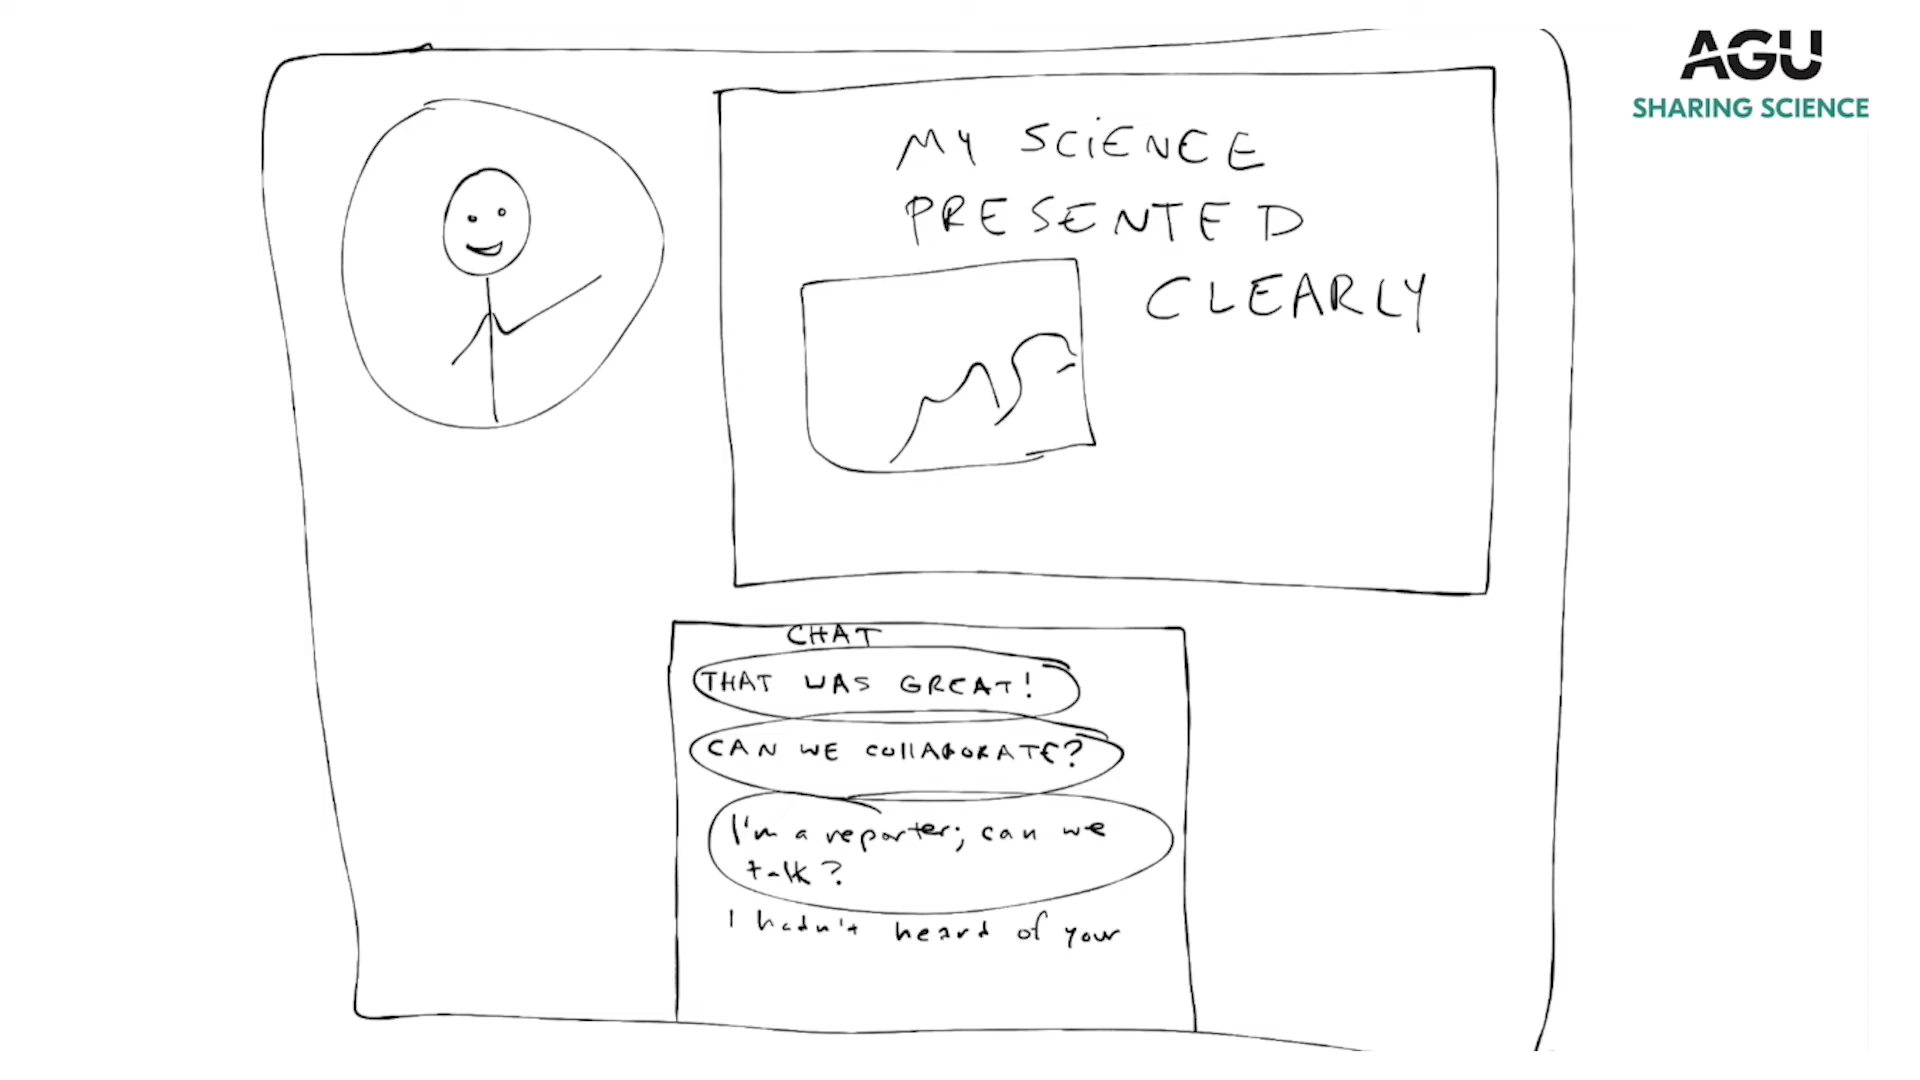 AGU
SHARING SCIENCE
MY SCIENCE
PRESENTED
CLEARLY
CHAT
THAT WAS GREAT!
CAN WE COLLABORATE?
I'm a reporter; can we
talk?
I hadn't heard of your